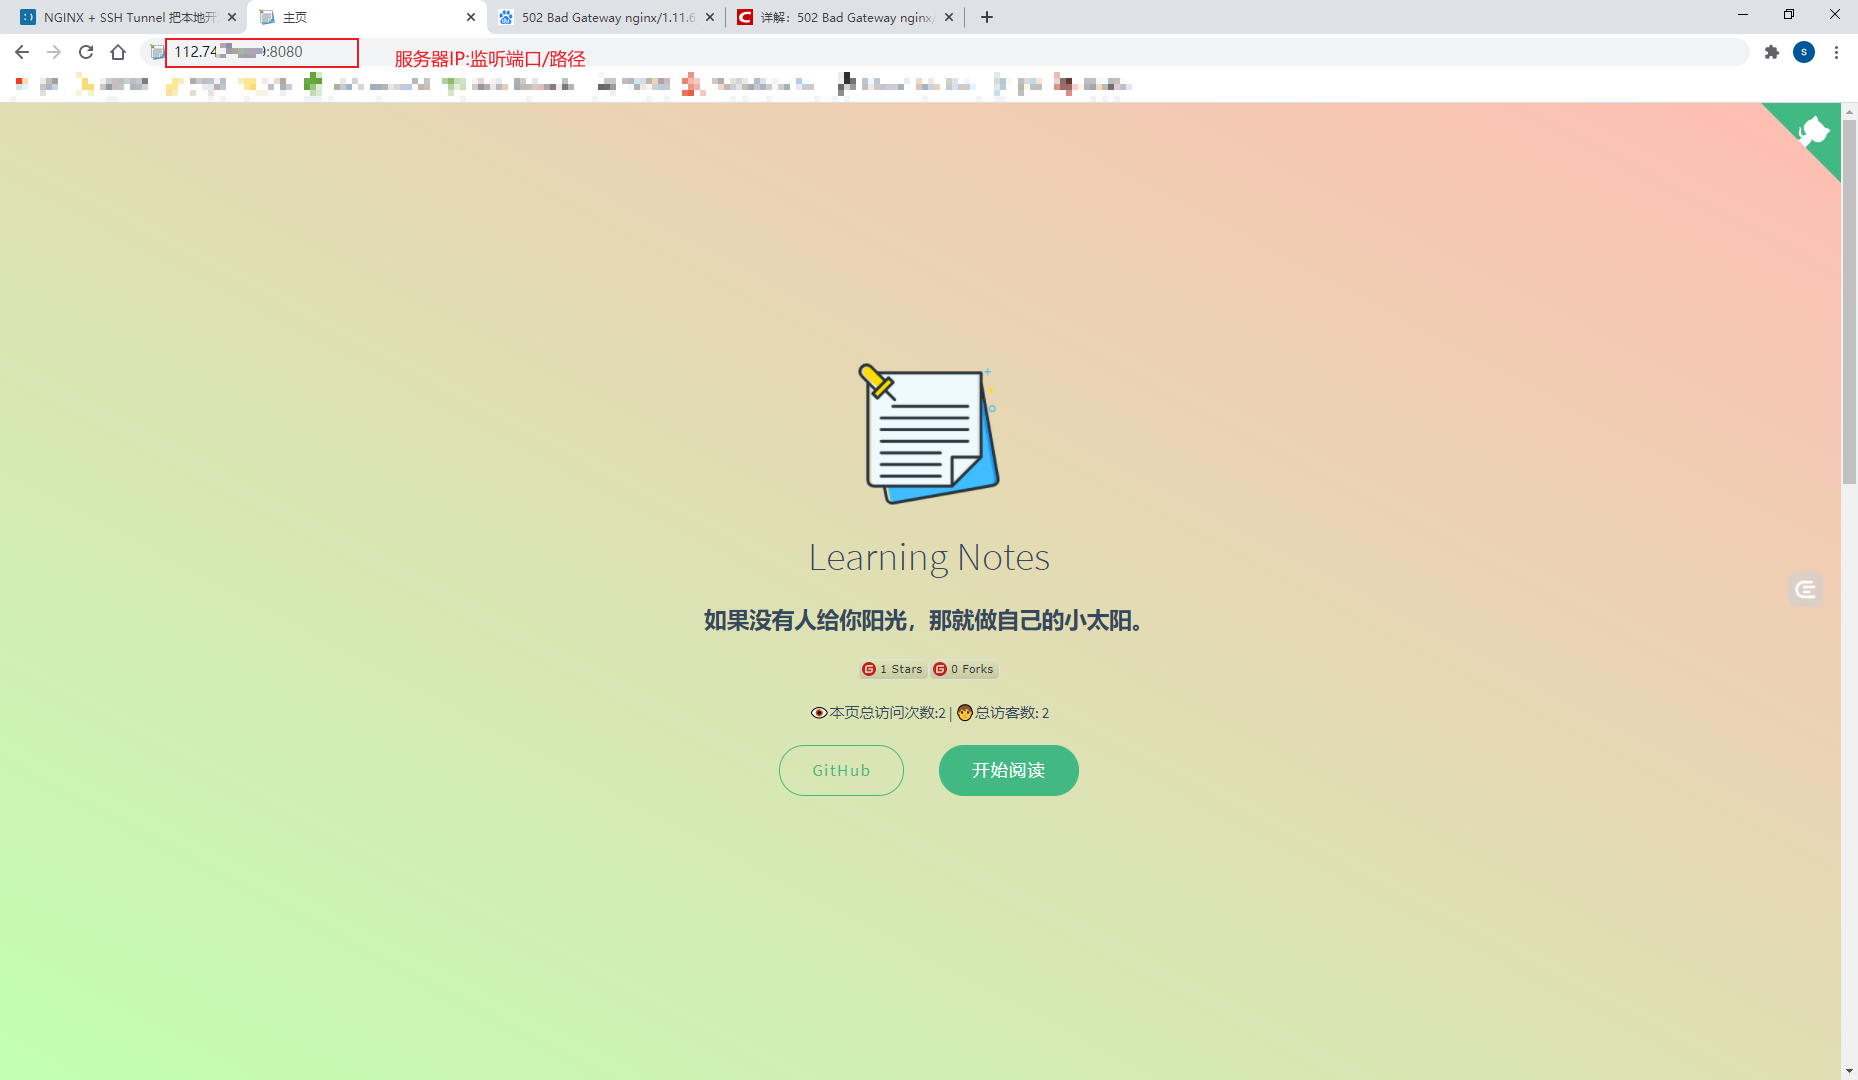 NGINX + SSH Tunnel 把本地开
主页
502 Bad Gateway nginx/1.11.6
详解：502 Bad Gateway nginx/
112.74
:8080
服务器IP:监听端口/路径
S
Learning Notes
如果没有人给你阳光，那就做自己的小太阳。
1 Stars 0 Forks
本页总访问次数:2 | 总访客数: 2
GitHub 开始阅读